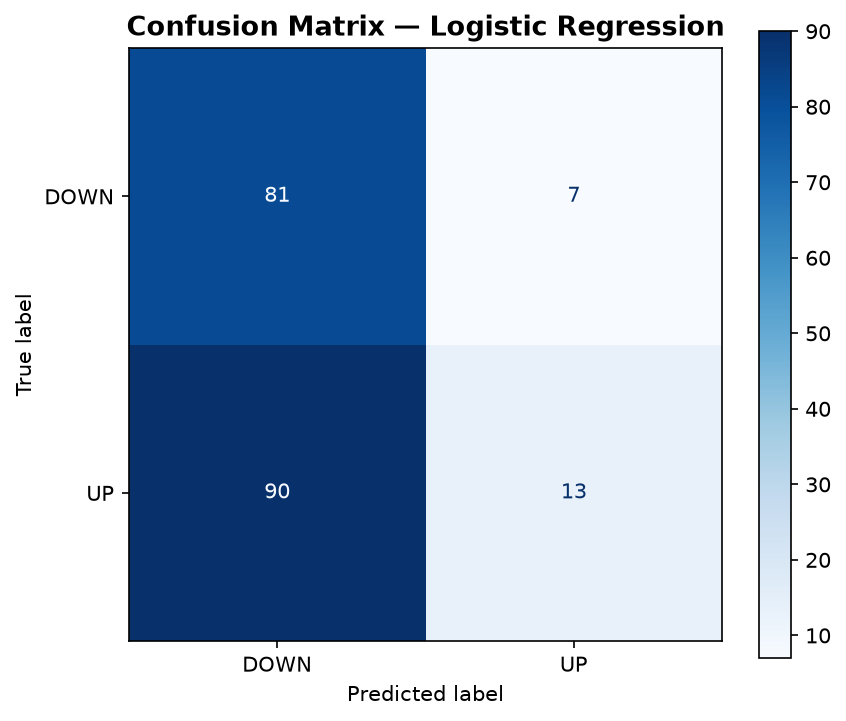 Confusion Matrix — Logistic Regression
90
80
70
60
50
40
30
20
10
True label
DOWN
UP
81
7
90
13
DOWN
UP
Predicted label